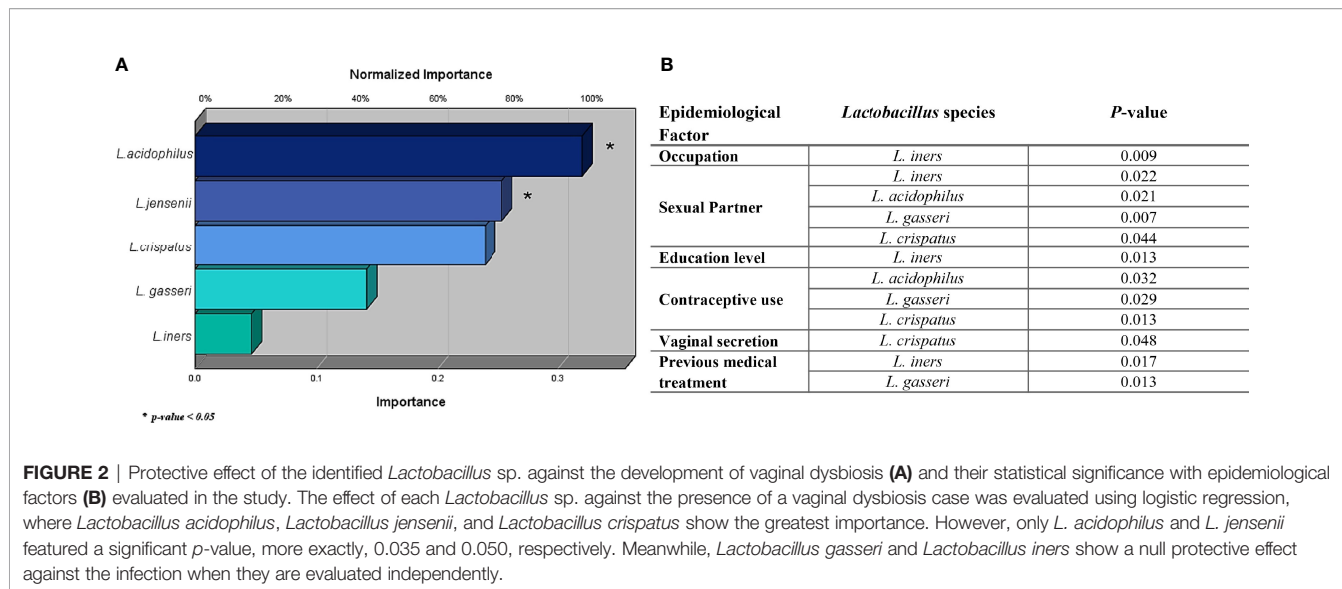 A
Normalized Importance
0% 20% 40% 60% 80% 100%
L.acidophilus *
L.jensenii *
L.crispatus
L. gasseri
L.iners
0.0 0.1 0.2 0.3
Importance
* p-value < 0.05
B
Epidemiological Factor Lactobacillus species P-value
Occupation L. iners 0.009
Sexual Partner L. iners 0.022
L. acidophilus 0.021
L. gasseri 0.007
L. crispatus 0.044
Education level L. iners 0.013
Contraceptive use L. acidophilus 0.032
L. gasseri 0.029
L. crispatus 0.013
Vaginal secretion L. crispatus 0.048
Previous medical treatment L. iners 0.017
L. gasseri 0.013
FIGURE 2 | Protective effect of the identified Lactobacillus sp. against the development of vaginal dysbiosis (A) and their statistical significance with epidemiological
factors (B) evaluated in the study. The effect of each Lactobacillus sp. against the presence of a vaginal dysbiosis case was evaluated using logistic regression,
where Lactobacillus acidophilus, Lactobacillus jensenii, and Lactobacillus crispatus show the greatest importance. However, only L. acidophilus and L. jensenii
featured a significant p-value, more exactly, 0.035 and 0.050, respectively. Meanwhile, Lactobacillus gasseri and Lactobacillus iners show a null protective effect
against the infection when they are evaluated independently.